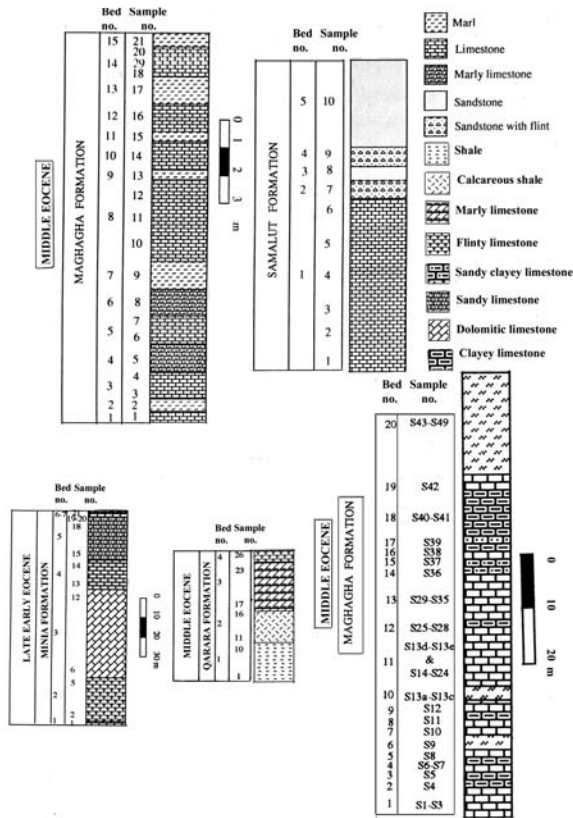 Bed Sample
no. no.
15 21
20
14 29
18
13 17
12 16
11 15
10 14
9 13
12
8 11
10
7 9
6 8
7
5
6
4 5
4
3
3
2 2
1 1
MIDDLE EOCENE
MAGHAGHA FORMATION
0
1
2
3
m
Bed Sample
no. no.
5 10
4 9
3 8
2 7
6
5
1 4
3
2
1
SAMALUT FORMATION
Marl
Limestone
Marly limestone
Sandstone
Sandstone with flint
Shale
Calcareous shale
Marly limestone
Flinty limestone
Sandy clayey limestone
Sandy limestone
Dolomitic limestone
Clayey limestone
Bed Sample
no. no.
6-7 21
19-20
18
5
15
14
4
13
12
3
6
5
2
2
1 1
LATE EARLY EOCENE
MINIA FORMATION
0
10
20
30 m
Bed Sample
no. no.
4 26
23
3
17
16
2
11
10
1
1
MIDDLE EOCENE
QARARA FORMATION
Bed Sample
no. no.
20 S43-S49
19 S42
18 S40-S41
17 S39
16 S38
15 S37
14 S36
13 S29-S35
12 S25-S28
S13d-S13e
11 &
S14-S24
10 S13a-S13c
9 S12
8 S11
7 S10
6 S9
5 S8
4 S6-S7
3 S5
2 S4
1 S1-S3
MIDDLE EOCENE
MAGHAGHA FORMATION
0
10
20 m